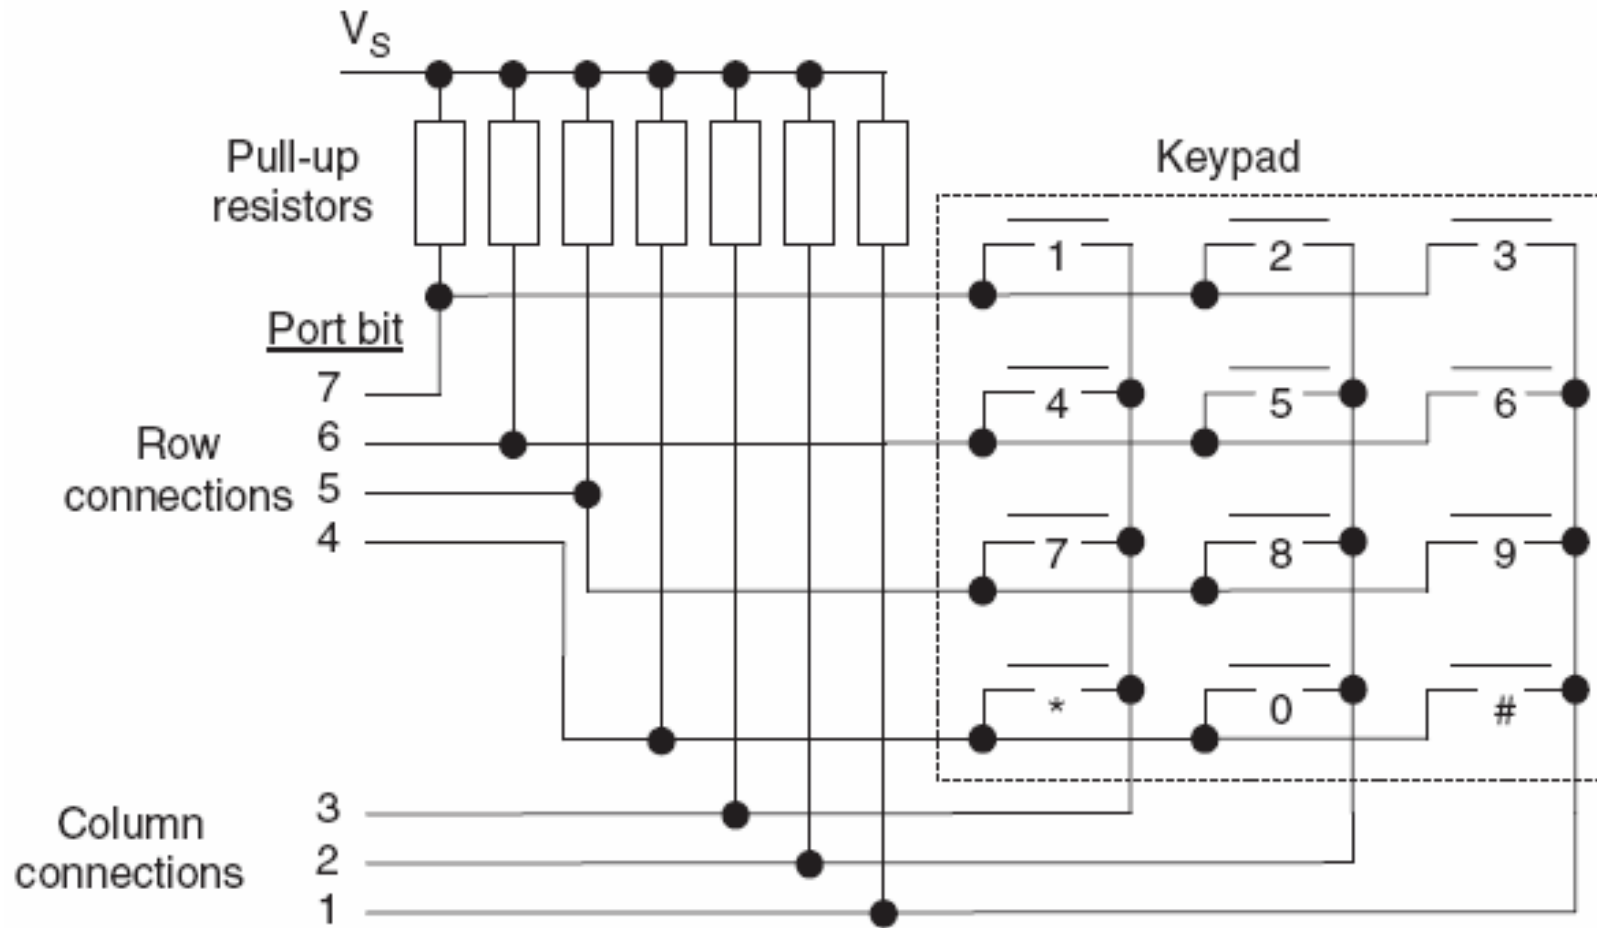 VS
Pull-up
resistors
Keypad
1 2 3
Port bit
7
4 5 6
6
Row
connections
5
4
7 8 9
* 0 #
3
Column
connections
2
1